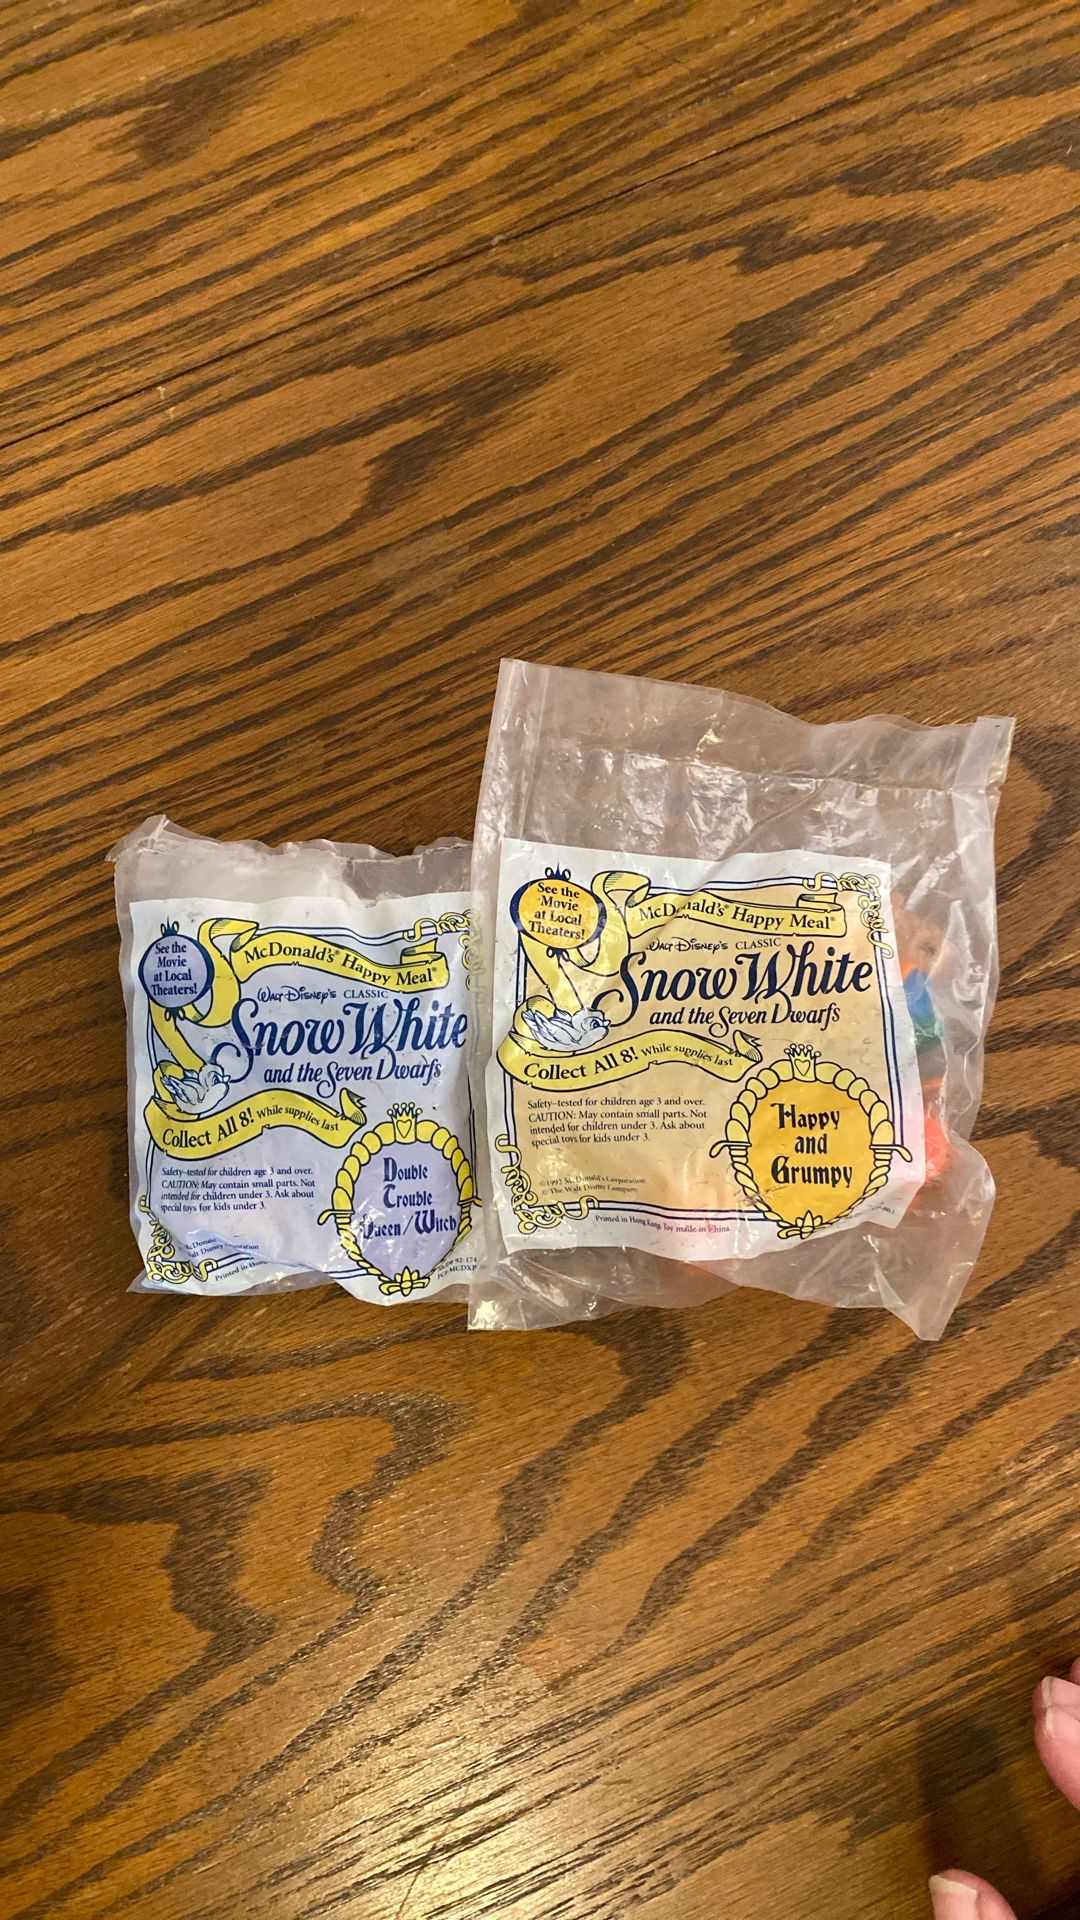 See the
Movie
at Local
Theaters!
McDonald's® Happy Meal®
Walt Disney's CLASSIC
Snow White
and the Seven Dwarfs
Collect All 8! While supplies last
Safety-tested for children age 3 and over.
CAUTION: May contain small parts. Not
intended for children under 3. Ask about
special toys for kids under 3.
Double
Trouble
Queen/Witch
Printed in
See the
Movie
at Local
Theaters!
McDonald's® Happy Meal®
Walt Disney's CLASSIC
Snow White
and the Seven Dwarfs
Collect All 8! While supplies last
Safety-tested for children age 3 and over.
CAUTION: May contain small parts. Not
intended for children under 3. Ask about
special toys for kids under 3.
Happy
and
Grumpy
©1992 McDonald's Corporation
© The Walt Disney Company
Printed in Hong Kong. Toy made in China.